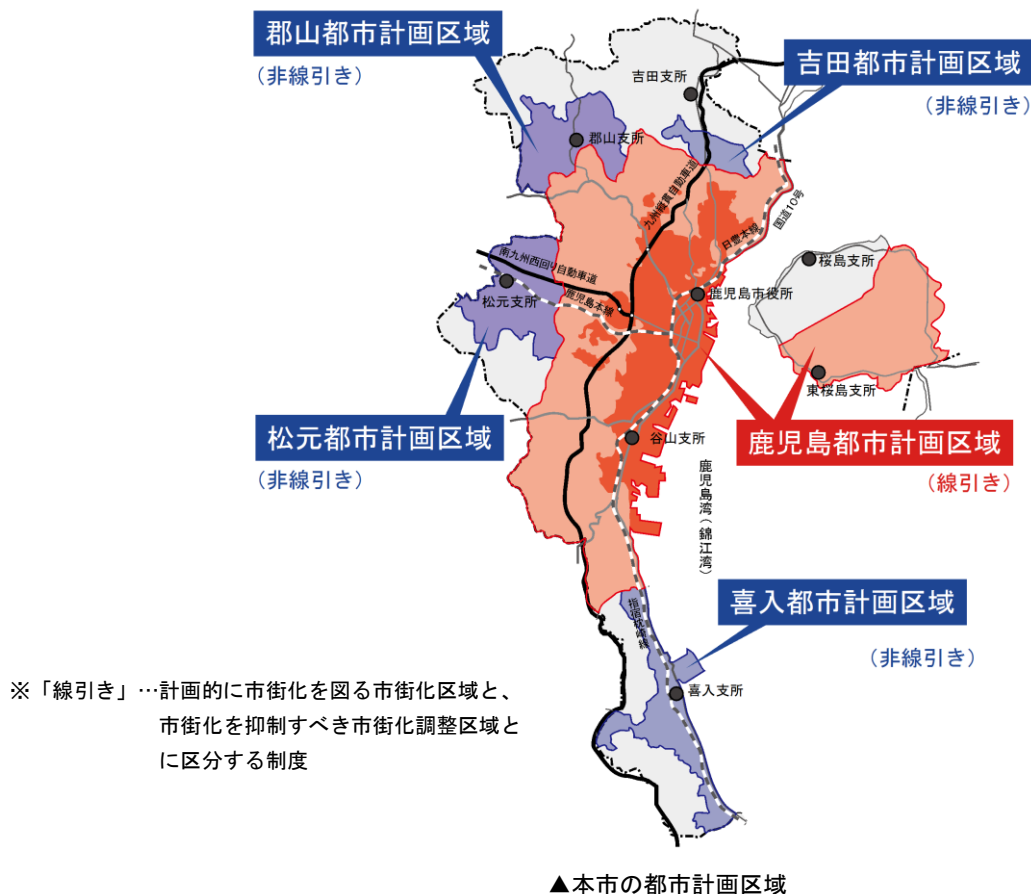 郡山都市計画区域
(非線引き)
吉田都市計画区域
(非線引き)
吉田支所
郡山支所
九州縦貫自動車道
国道10号
日豊本線
南九州西回り自動車道
松元支所
鹿児島本線
鹿児島市役所
桜島支所
東桜島支所
松元都市計画区域
(非線引き)
谷山支所
鹿児島都市計画区域
(線引き)
鹿児島湾(錦江湾)
指宿枕崎線
喜入都市計画区域
(非線引き)
喜入支所
※「線引き」…計画的に市街化を図る市街化区域と、
市街化を抑制すべき市街化調整区域と
に区分する制度
▲本市の都市計画区域